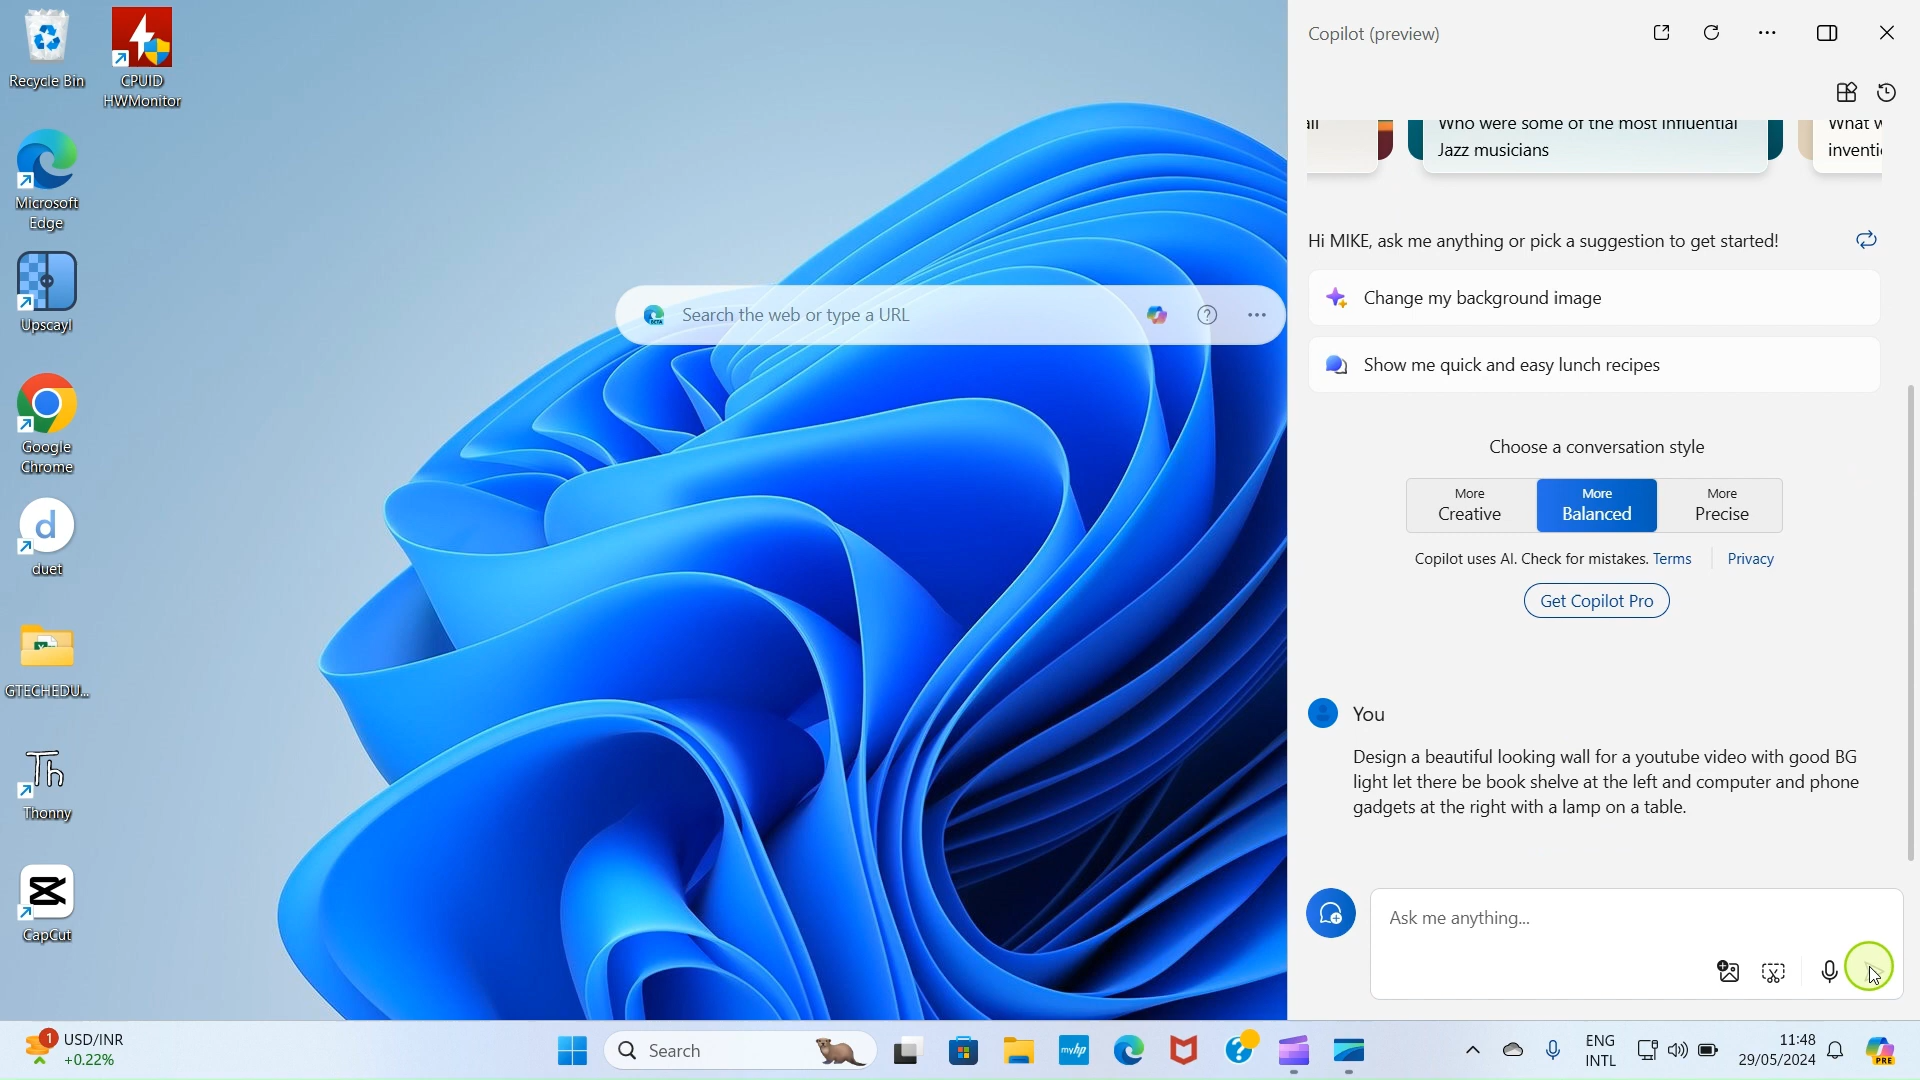 Recycle Bin
CPUID
HWMonitor
Microsoft
Edge
Upscayl
Google
Chrome
d
duet
GTECHEDU...
Th
Thonny
CapCut
Search the web or type a URL
Copilot (preview)
Who were some of the most influential
Jazz musicians
What w
inventi
Hi MIKE, ask me anything or pick a suggestion to get started!
Change my background image
Show me quick and easy lunch recipes
Choose a conversation style
More
Creative
More
Balanced
More
Precise
Copilot uses AI. Check for mistakes. Terms
Privacy
Get Copilot Pro
You
Design a beautiful looking wall for a youtube video with good BG
light let there be book shelve at the left and computer and phone
gadgets at the right with a lamp on a table.
Ask me anything...
1
USD/INR
+0.22%
Search
myhp
ENG
INTL
11:48
29/05/2024
PRE